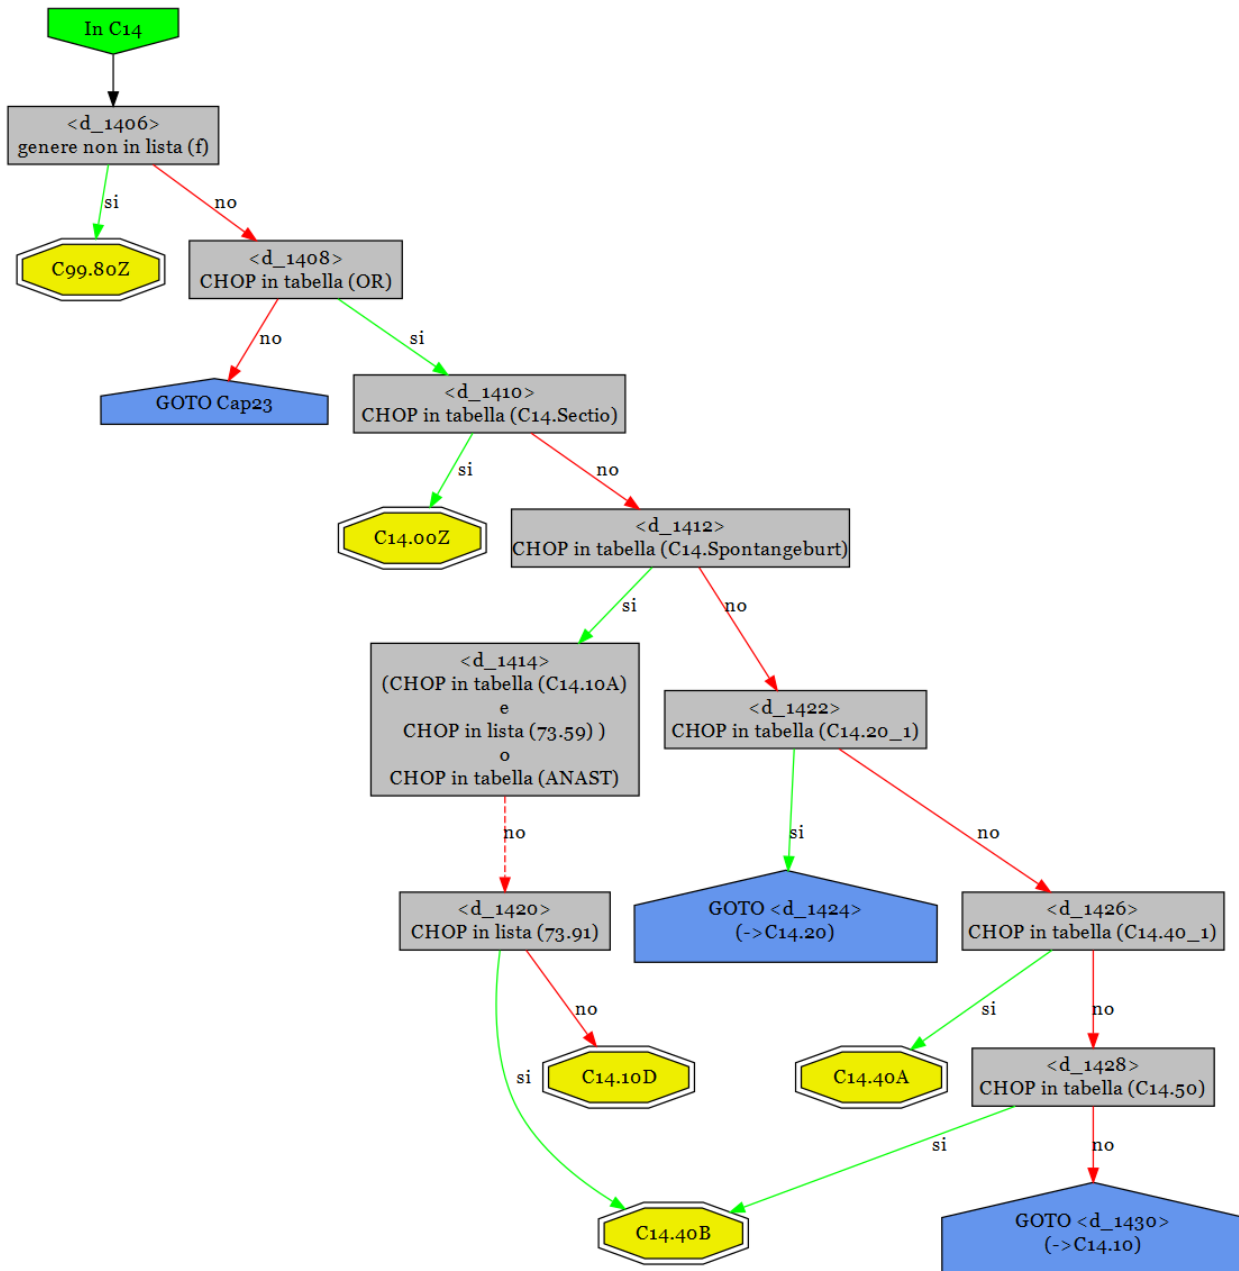 In C14
<d_1406>
genere non in lista (f)
si
no
C99.80Z
<d_1408>
CHOP in tabella (OR)
no
si
GOTO Cap23
<d_1410>
CHOP in tabella (C14.Sectio)
si
no
C14.00Z
<d_1412>
CHOP in tabella (C14.Spontangeburt)
si
no
<d_1414>
(CHOP in tabella (C14.10A)
e
CHOP in lista (73.59) )
o
CHOP in tabella (ANAST)
<d_1422>
CHOP in tabella (C14.20_1)
no
si
no
<d_1420>
CHOP in lista (73.91)
GOTO <d_1424>
(->C14.20)
<d_1426>
CHOP in tabella (C14.40_1)
si
no
si
no
C14.10D
C14.40A
<d_1428>
CHOP in tabella (C14.50)
si
no
C14.40B
GOTO <d_1430>
(->C14.10)